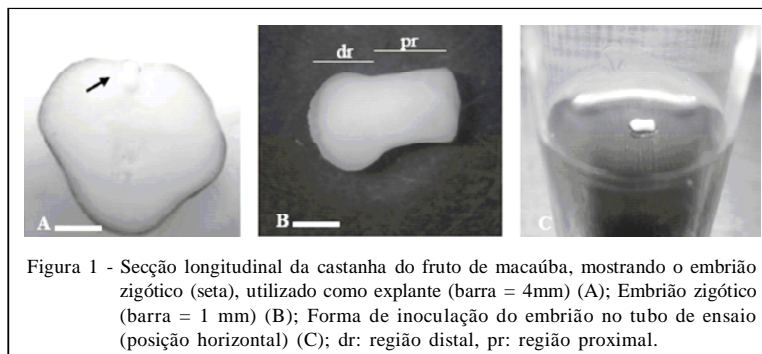 dr
pr
A
B
C
Figura 1 - Secção longitudinal da castanha do fruto de macaúba, mostrando o embrião
zigótico (seta), utilizado como explante (barra = 4mm) (A); Embrião zigótico
(barra = 1 mm) (B); Forma de inoculação do embrião no tubo de ensaio
(posição horizontal) (C); dr: região distal, pr: região proximal.